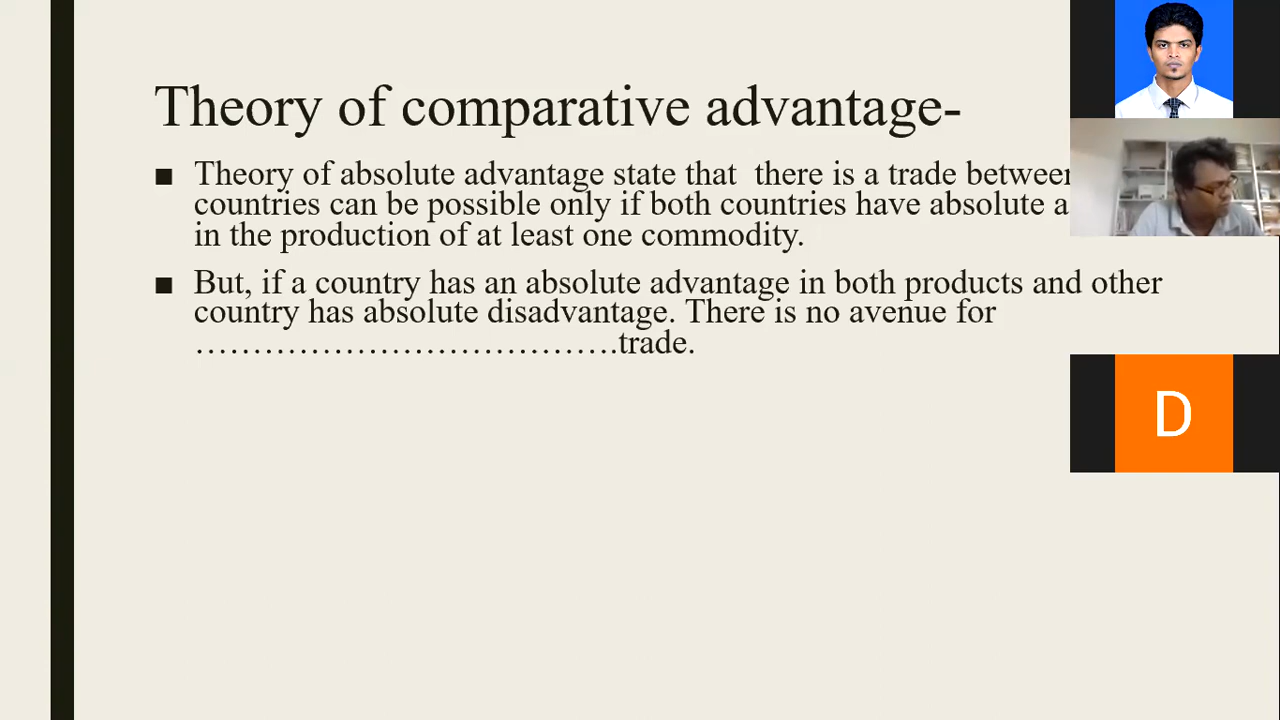 Theory of comparative advantage-
■ Theory of absolute advantage state that there is a trade between
countries can be possible only if both countries have absolute a
in the production of at least one commodity.
■ But, if a country has an absolute advantage in both products and other
country has absolute disadvantage. There is no avenue for
………………………………….trade.
D